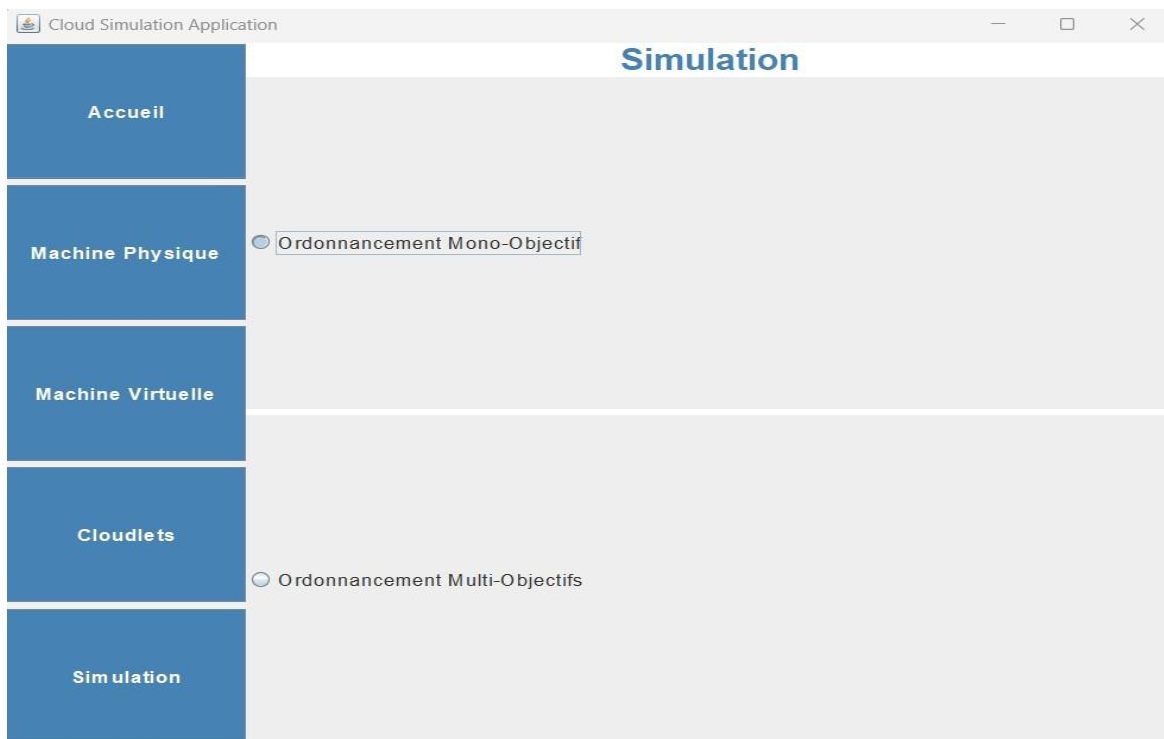 Cloud Simulation Application
Simulation
Accueil
Machine Physique
Machine Virtuelle
Cloudlets
Simulation
Ordonnancement Mono-Objectif
Ordonnancement Multi-Objectifs